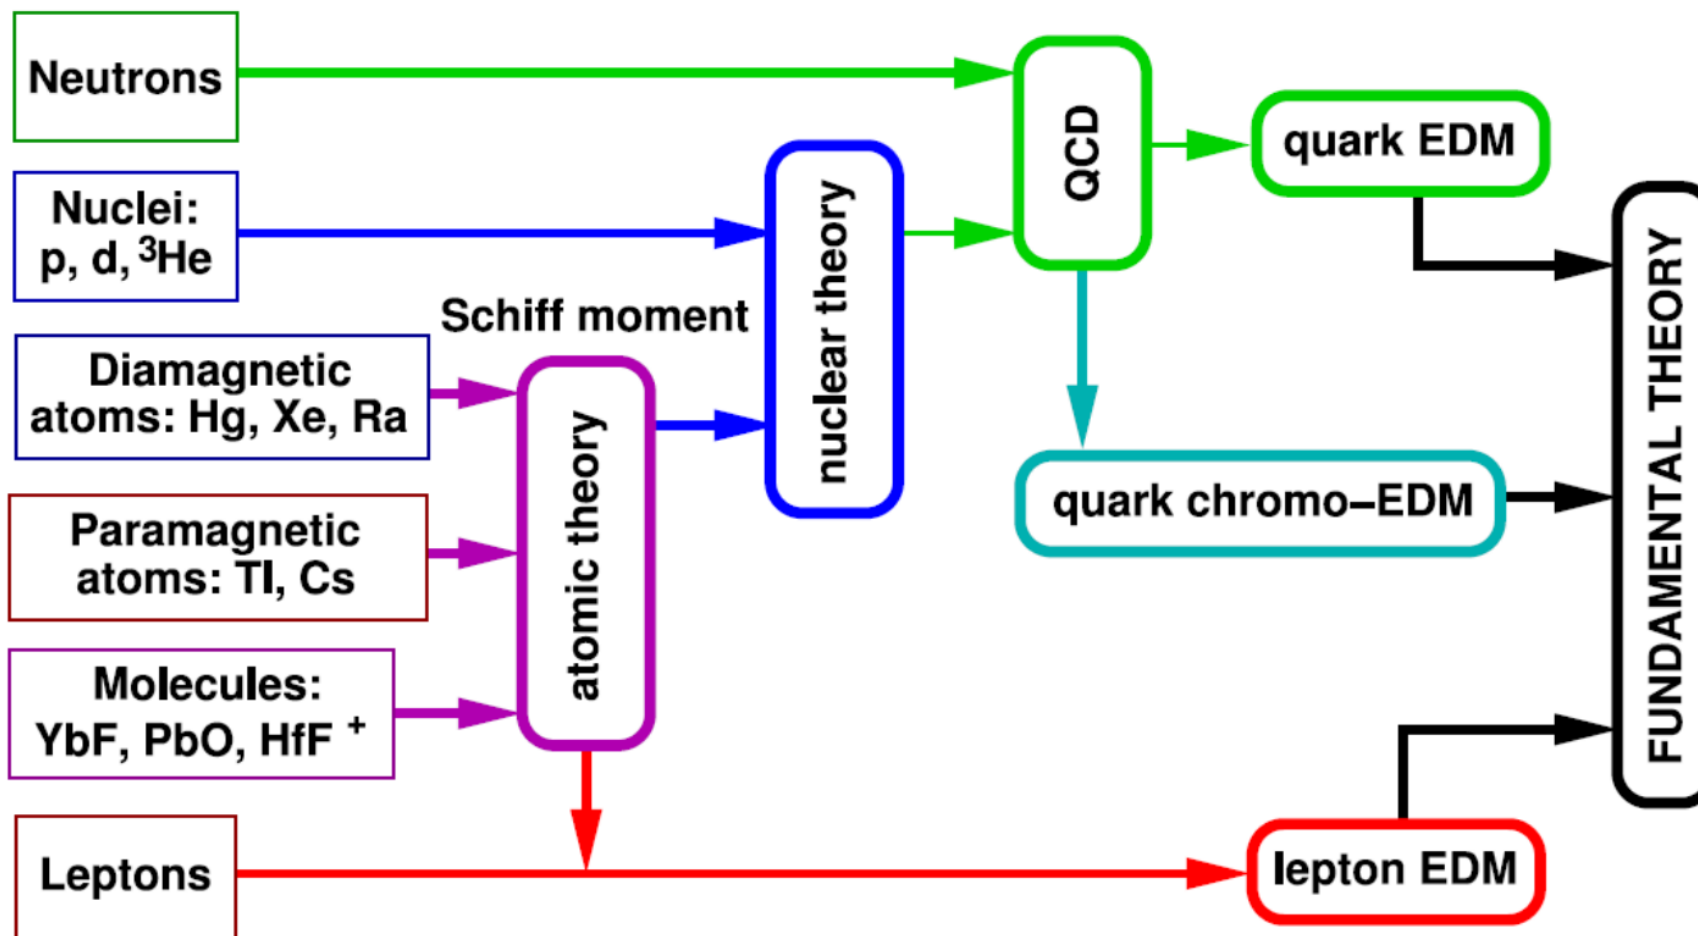 Neutrons
Nuclei:
p, d, ³He
Schiff moment
Diamagnetic
atoms: Hg, Xe, Ra
Paramagnetic
atoms: Tl, Cs
Molecules:
YbF, PbO, HfF ⁺
Leptons
atomic theory
nuclear theory
QCD
quark EDM
quark chromo–EDM
lepton EDM
FUNDAMENTAL THEORY